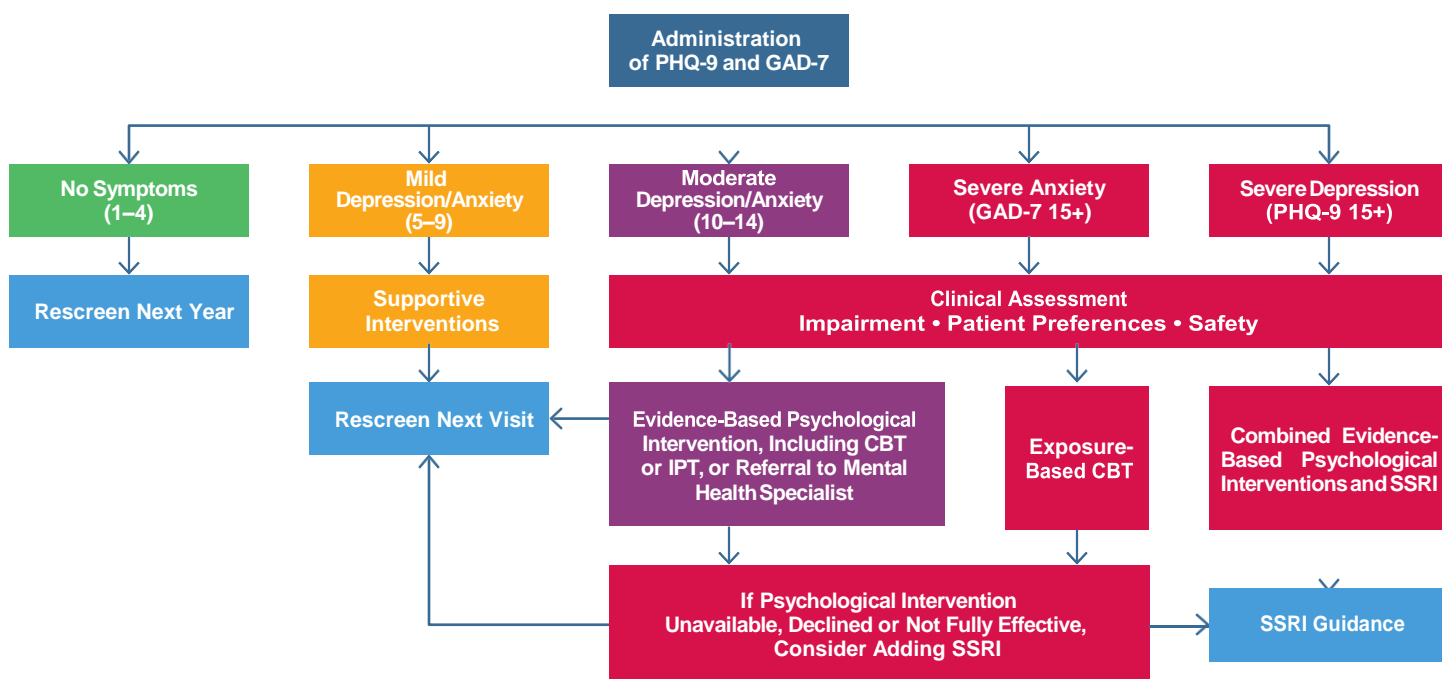 Administration
of PHQ-9 and GAD-7
No Symptoms
(1–4)
Mild
Depression/Anxiety
(5–9)
Moderate
Depression/Anxiety
(10–14)
Severe Anxiety
(GAD-7 15+)
Severe Depression
(PHQ-9 15+)
Rescreen Next Year
Supportive
Interventions
Clinical Assessment
Impairment • Patient Preferences • Safety
Rescreen Next Visit
Evidence-Based Psychological
Intervention, Including CBT
or IPT, or Referral to Mental
Health Specialist
Exposure-
Based CBT
Combined Evidence-
Based Psychological
Interventions and SSRI
If Psychological Intervention
Unavailable, Declined or Not Fully Effective,
Consider Adding SSRI
SSRI Guidance